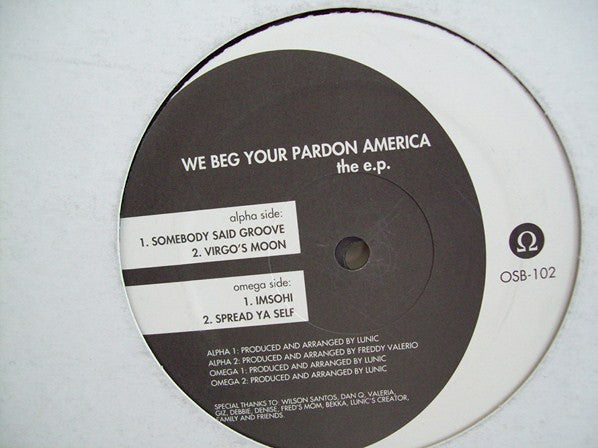 WE BEG YOUR PARDON AMERICA
the e.p.
alpha side:
1. SOMEBODY SAID GROOVE
2. VIRGO'S MOON
omega side:
1. IMSOHI
2. SPREAD YA SELF
Ω
OSB-102
ALPHA 1: PRODUCED AND ARRANGED BY LUNIC
ALPHA 2: PRODUCED AND ARRANGED BY FREDDY VALERIO
OMEGA 1: PRODUCED AND ARRANGED BY LUNIC
OMEGA 2: PRODUCED AND ARRANGED BY LUNIC
SPECIAL THANKS TO: WILSON SANTOS, DAN Q, VALERIA,
GIZ, DEBBIE, DENISE, FRED'S MOM, BEKKA, LUNIC'S CREATOR,
FAMILY AND FRIENDS